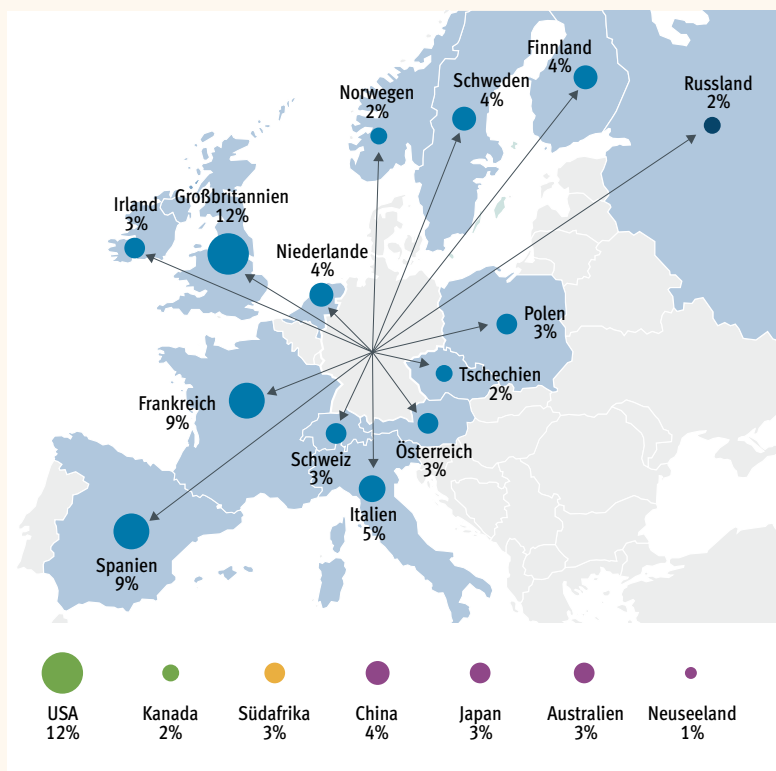 Finnland
4%
Schweden
4%
Norwegen
2%
Russland
2%
Großbritannien
12%
Irland
3%
Niederlande
4%
Polen
3%
Tschechien
2%
Frankreich
9%
Österreich
3%
Schweiz
3%
Italien
5%
Spanien
9%
USA
12%
Kanada
2%
Südafrika
3%
China
4%
Japan
3%
Australien
3%
Neuseeland
1%